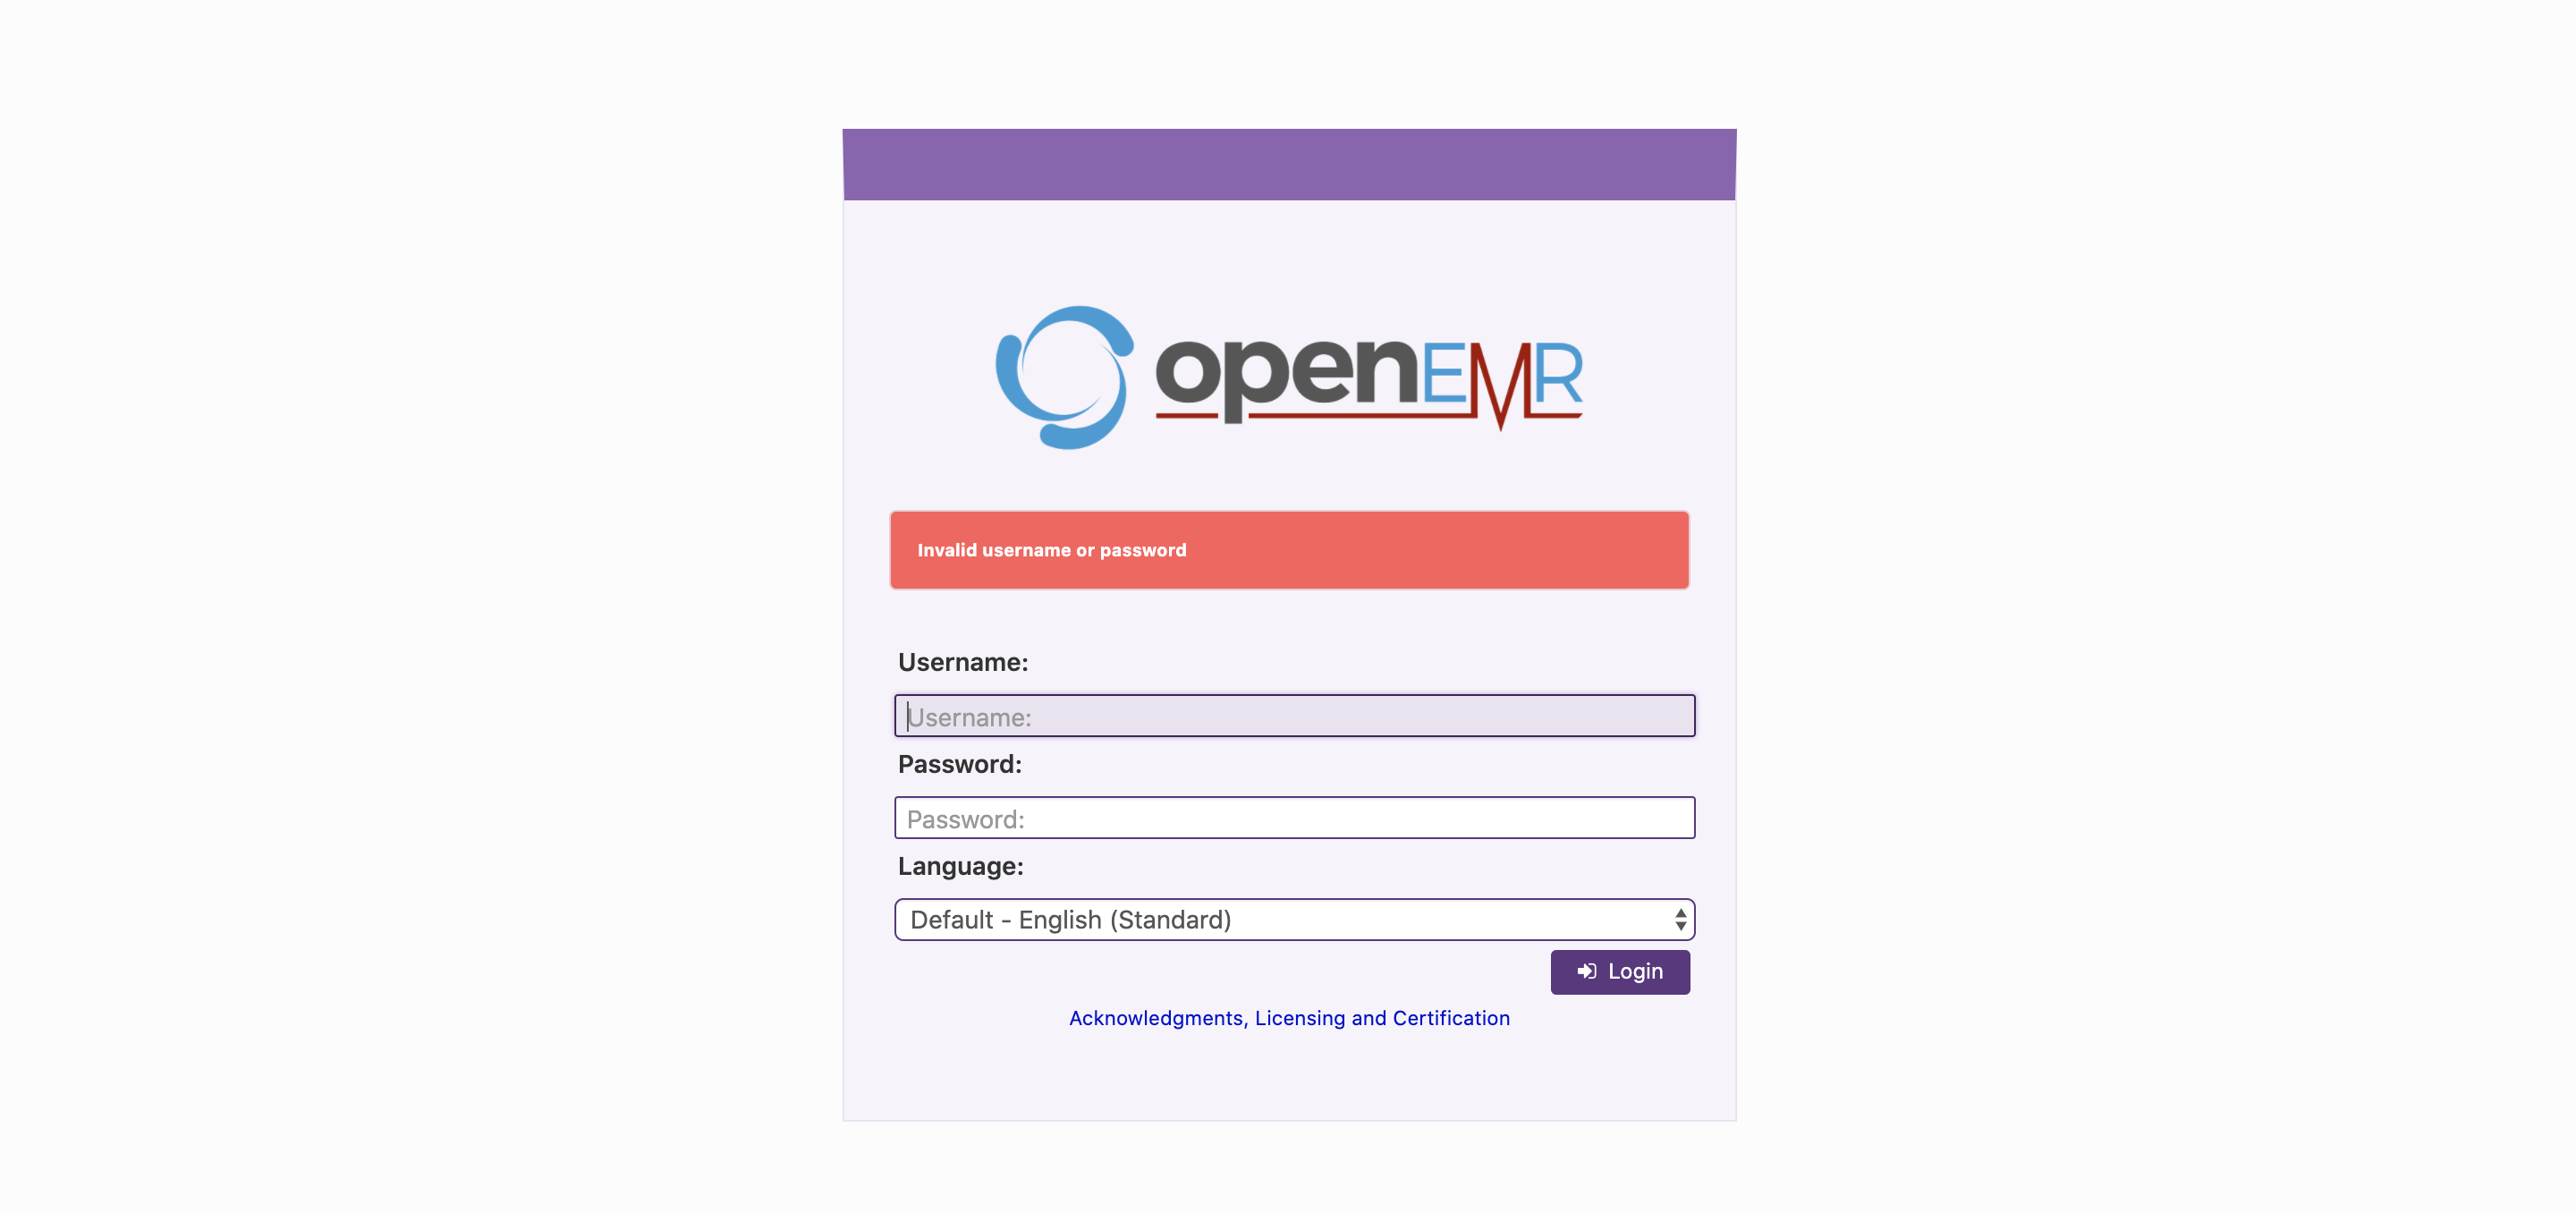 openEMR
Invalid username or password
Username:
Username:
Password:
Password:
Language:
Default - English (Standard)
Login
Acknowledgments, Licensing and Certification